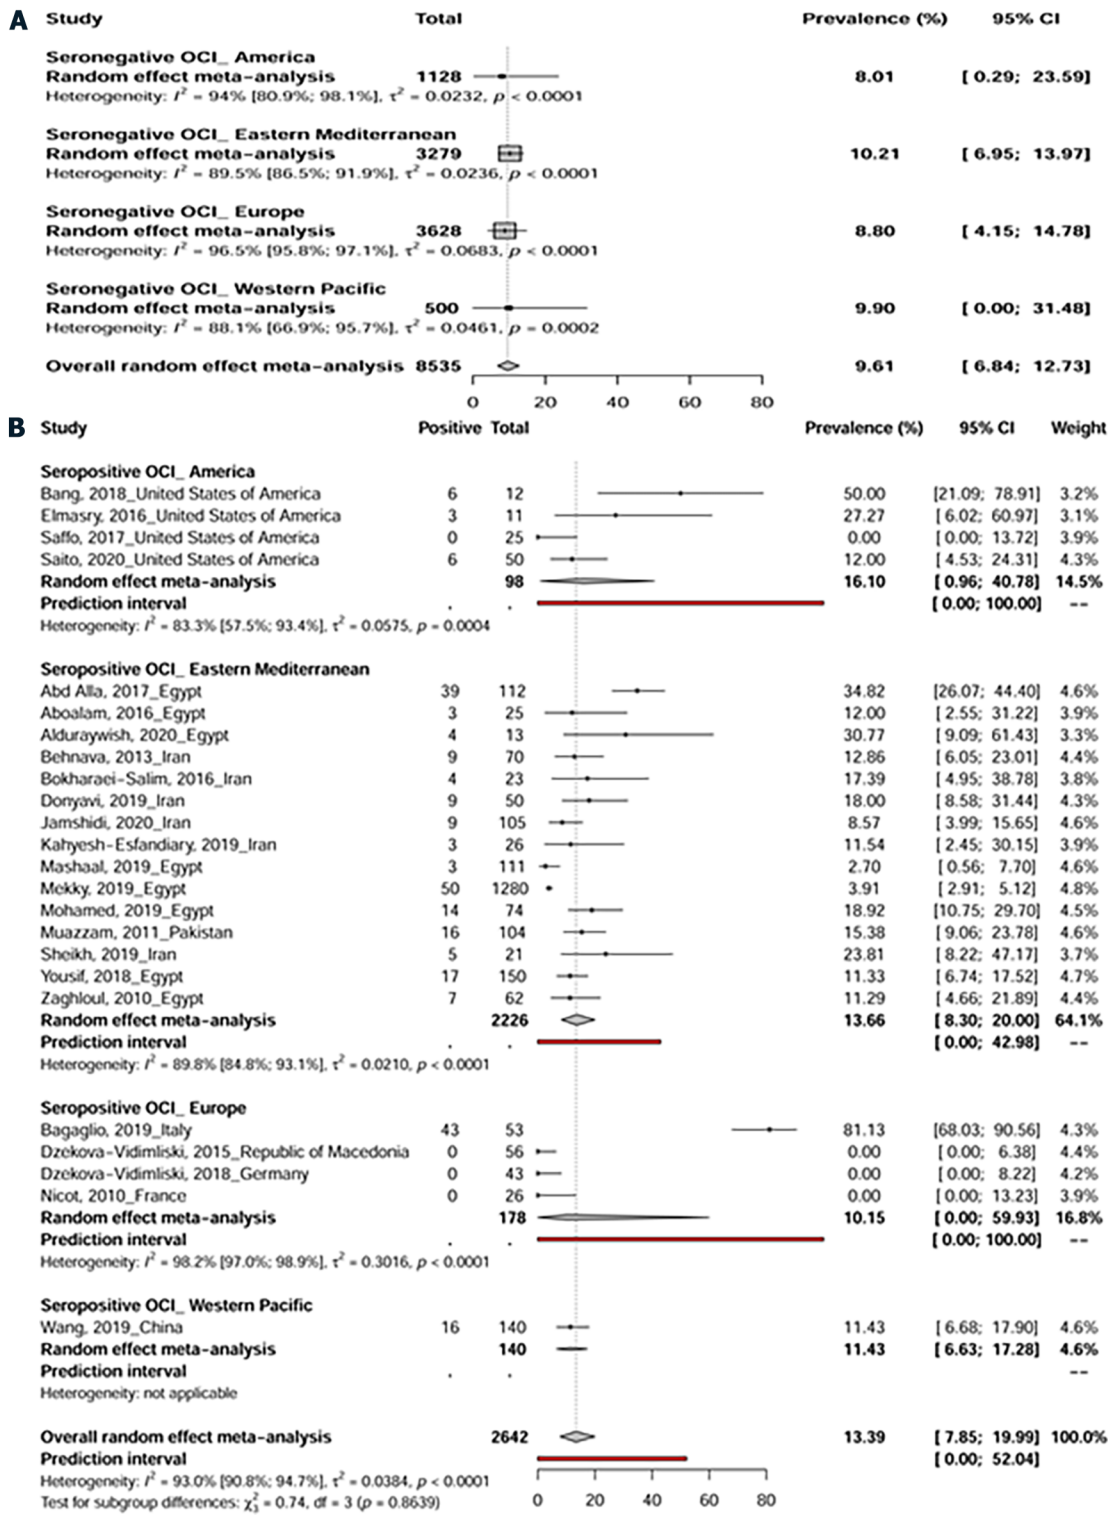 A Study Total Prevalence (%) 95% CI
Seronegative OCI_ America
Random effect meta-analysis 1128 8.01 [ 0.29; 23.59]
Heterogeneity: I² = 94% [80.9%; 98.1%], τ² = 0.0232, p < 0.0001
Seronegative OCI_ Eastern Mediterranean
Random effect meta-analysis 3279 10.21 [ 6.95; 13.97]
Heterogeneity: I² = 89.5% [86.5%; 91.9%], τ² = 0.0236, p < 0.0001
Seronegative OCI_ Europe
Random effect meta-analysis 3628 8.80 [ 4.15; 14.78]
Heterogeneity: I² = 96.5% [95.8%; 97.1%], τ² = 0.0683, p < 0.0001
Seronegative OCI_ Western Pacific
Random effect meta-analysis 500 9.90 [ 0.00; 31.48]
Heterogeneity: I² = 88.1% [66.9%; 95.7%], τ² = 0.0461, p = 0.0002
Overall random effect meta-analysis 8535 9.61 [ 6.84; 12.73]
0 20 40 60 80
B Study Positive Total Prevalence (%) 95% CI Weight
Seropositive OCI_ America
Bang, 2018_United States of America 6 12 50.00 [21.09; 78.91] 3.2%
Elmasry, 2016_United States of America 3 11 27.27 [ 6.02; 60.97] 3.1%
Saffo, 2017_United States of America 0 25 0.00 [ 0.00; 13.72] 3.9%
Saito, 2020_United States of America 6 50 12.00 [ 4.53; 24.31] 4.3%
Random effect meta-analysis 98 16.10 [ 0.96; 40.78] 14.5%
Prediction interval . . [ 0.00; 100.00] --
Heterogeneity: I² = 83.3% [57.5%; 93.4%], τ² = 0.0575, p = 0.0004
Seropositive OCI_ Eastern Mediterranean
Abd Alla, 2017_Egypt 39 112 34.82 [26.07; 44.40] 4.6%
Aboalam, 2016_Egypt 3 25 12.00 [ 2.55; 31.22] 3.9%
Alduraywish, 2020_Egypt 4 13 30.77 [ 9.09; 61.43] 3.3%
Behnava, 2013_Iran 9 70 12.86 [ 6.05; 23.01] 4.4%
Bokharaei-Salim, 2016_Iran 4 23 17.39 [ 4.95; 38.78] 3.8%
Donyavi, 2019_Iran 9 50 18.00 [ 8.58; 31.44] 4.3%
Jamshidi, 2020_Iran 9 105 8.57 [ 3.99; 15.65] 4.6%
Kahyesh-Esfandiary, 2019_Iran 3 26 11.54 [ 2.45; 30.15] 3.9%
Mashaal, 2019_Egypt 3 111 2.70 [ 0.56; 7.70] 4.6%
Mekky, 2019_Egypt 50 1280 3.91 [ 2.91; 5.12] 4.8%
Mohamed, 2019_Egypt 14 74 18.92 [10.75; 29.70] 4.5%
Muazzam, 2011_Pakistan 16 104 15.38 [ 9.06; 23.78] 4.6%
Sheikh, 2019_Iran 5 21 23.81 [ 8.22; 47.17] 3.7%
Yousif, 2018_Egypt 17 150 11.33 [ 6.74; 17.52] 4.7%
Zaghloul, 2010_Egypt 7 62 11.29 [ 4.66; 21.89] 4.4%
Random effect meta-analysis 2226 13.66 [ 8.30; 20.00] 64.1%
Prediction interval . . [ 0.00; 42.98] --
Heterogeneity: I² = 89.8% [84.8%; 93.1%], τ² = 0.0210, p < 0.0001
Seropositive OCI_ Europe
Bagaglio, 2019_Italy 43 53 81.13 [68.03; 90.56] 4.3%
Dzekova-Vidimliski, 2015_Republic of Macedonia 0 56 0.00 [ 0.00; 6.38] 4.4%
Dzekova-Vidimliski, 2018_Germany 0 43 0.00 [ 0.00; 8.22] 4.2%
Nicot, 2010_France 0 26 0.00 [ 0.00; 13.23] 3.9%
Random effect meta-analysis 178 10.15 [ 0.00; 59.93] 16.8%
Prediction interval . . [ 0.00; 100.00] --
Heterogeneity: I² = 98.2% [97.0%; 98.9%], τ² = 0.3016, p < 0.0001
Seropositive OCI_ Western Pacific
Wang, 2019_China 16 140 11.43 [ 6.68; 17.90] 4.6%
Random effect meta-analysis 140 11.43 [ 6.63; 17.28] 4.6%
Prediction interval . . --
Heterogeneity: not applicable
Overall random effect meta-analysis 2642 13.39 [ 7.85; 19.99] 100.0%
Prediction interval [ 0.00; 52.04]
Heterogeneity: I² = 93.0% [90.8%; 94.7%], τ² = 0.0384, p < 0.0001
Test for subgroup differences: χ²₃ = 0.74, df = 3 (p = 0.8639)
0 20 40 60 80